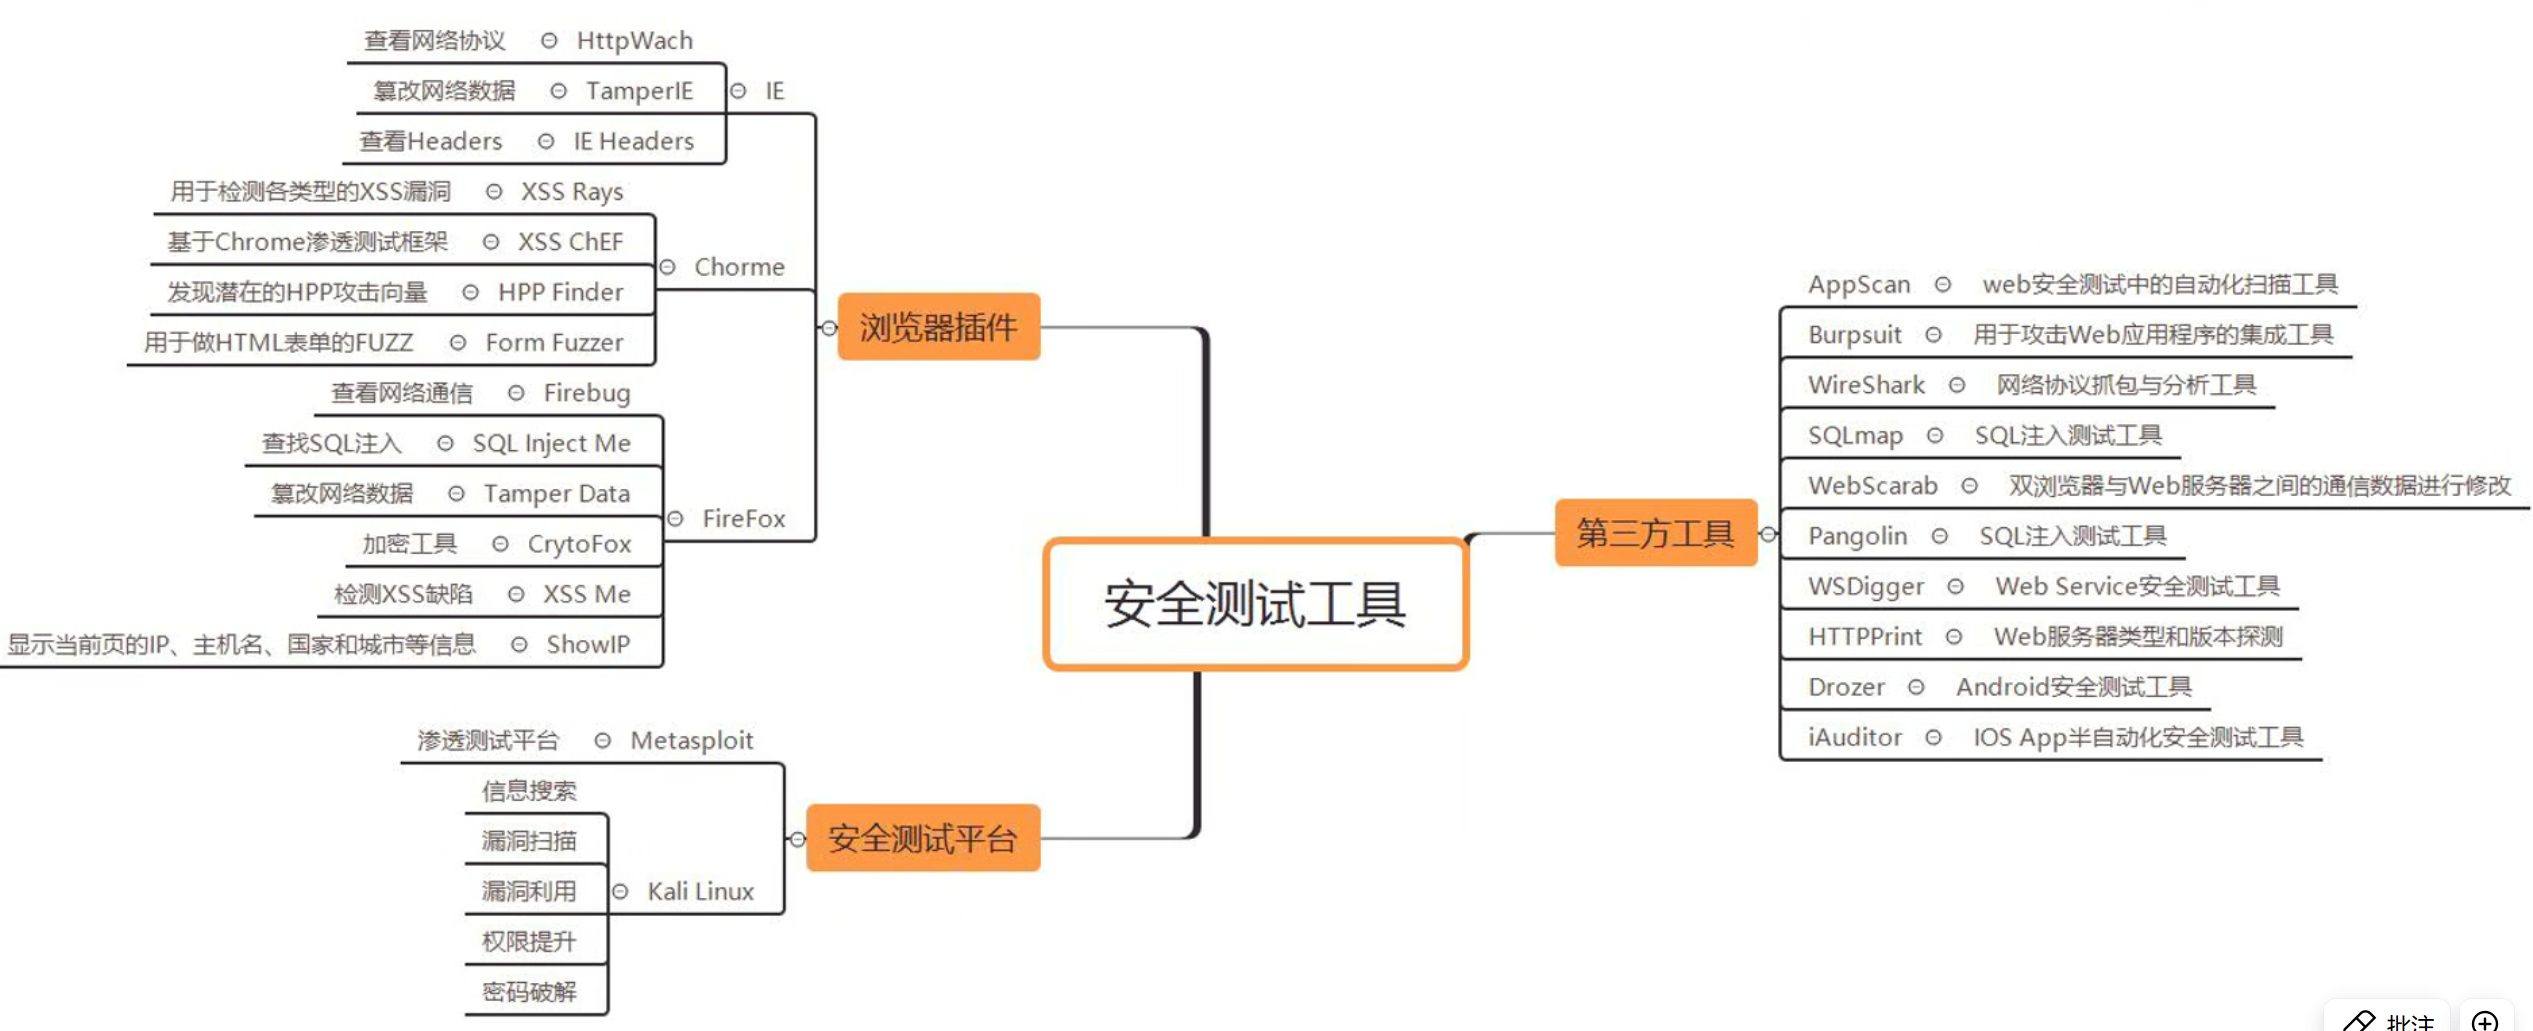 安全测试工具
浏览器插件
IE
HttpWach 查看网络协议
TamperIE 篡改网络数据
IE Headers 查看Headers
Chorme
XSS Rays 用于检测各类型的XSS漏洞
XSS ChEF 基于Chrome渗透测试框架
HPP Finder 发现潜在的HPP攻击向量
Form Fuzzer 用于做HTML表单的FUZZ
FireFox
Firebug 查看网络通信
SQL Inject Me 查找SQL注入
Tamper Data 篡改网络数据
CrytoFox 加密工具
XSS Me 检测XSS缺陷
ShowIP 显示当前页的IP、主机名、国家和城市等信息
安全测试平台
Metasploit 渗透测试平台
Kali Linux
信息搜索
漏洞扫描
漏洞利用
权限提升
密码破解
第三方工具
AppScan web安全测试中的自动化扫描工具
Burpsuit 用于攻击Web应用程序的集成工具
WireShark 网络协议抓包与分析工具
SQLmap SQL注入测试工具
WebScarab 双浏览器与Web服务器之间的通信数据进行修改
Pangolin SQL注入测试工具
WSDigger Web Service安全测试工具
HTTPPrint Web服务器类型和版本探测
Drozer Android安全测试工具
iAuditor IOS App半自动化安全测试工具
批注